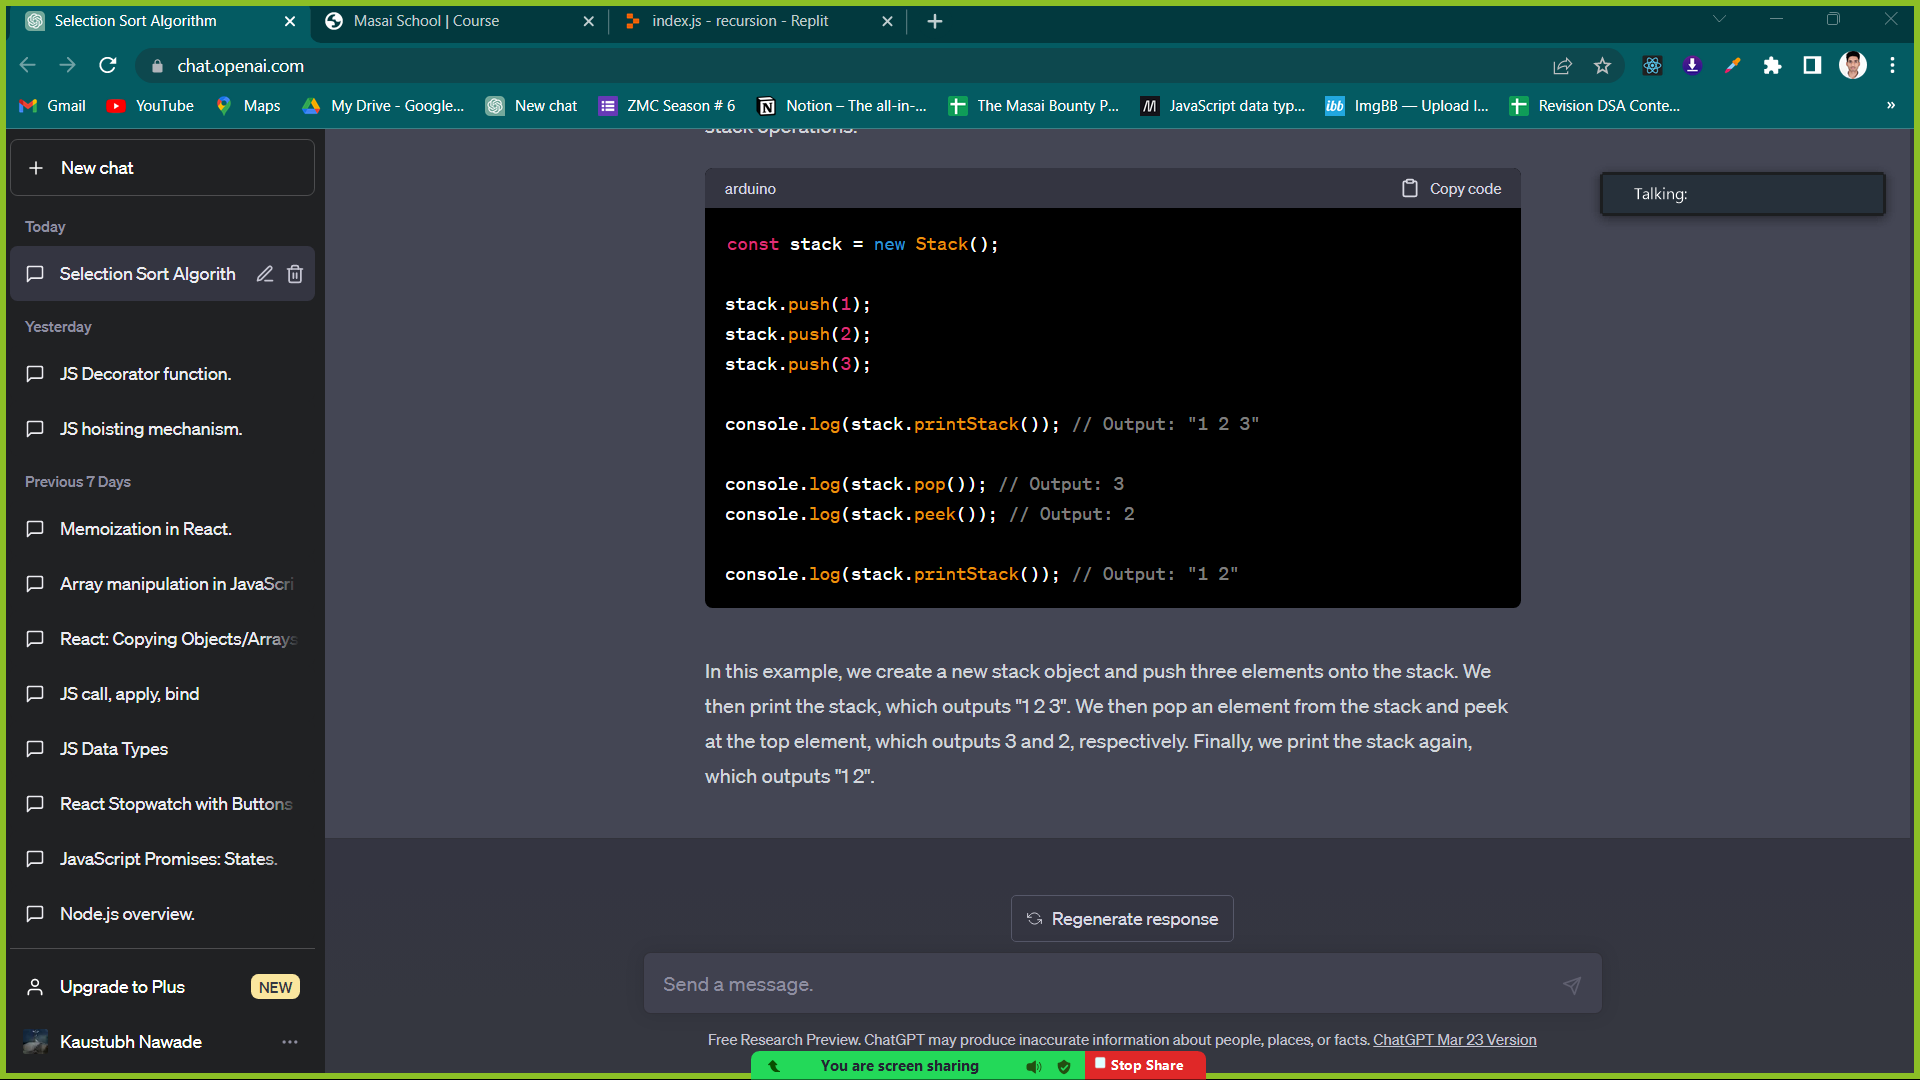 Selection Sort Algorithm
Masai School | Course
index.js - recursion - Replit
chat.openai.com
Gmail
YouTube
Maps
My Drive - Google...
New chat
ZMC Season # 6
Notion – The all-in-...
The Masai Bounty P...
JavaScript data typ...
ImgBB — Upload I...
Revision DSA Conte...
»
New chat
Today
Selection Sort Algorith
Yesterday
JS Decorator function.
JS hoisting mechanism.
Previous 7 Days
Memoization in React.
Array manipulation in JavaScri
React: Copying Objects/Arrays
JS call, apply, bind
JS Data Types
React Stopwatch with Buttons
JavaScript Promises: States.
Node.js overview.
Upgrade to Plus
NEW
Kaustubh Nawade
stack operations.
arduino
Copy code
const stack = new Stack();
stack.push(1);
stack.push(2);
stack.push(3);
console.log(stack.printStack()); // Output: "1 2 3"
console.log(stack.pop()); // Output: 3
console.log(stack.peek()); // Output: 2
console.log(stack.printStack()); // Output: "1 2"
In this example, we create a new stack object and push three elements onto the stack. We
then print the stack, which outputs "1 2 3". We then pop an element from the stack and peek
at the top element, which outputs 3 and 2, respectively. Finally, we print the stack again,
which outputs "1 2".
Talking:
Regenerate response
Send a message.
Free Research Preview. ChatGPT may produce inaccurate information about people, places, or facts. ChatGPT Mar 23 Version
You are screen sharing
Stop Share